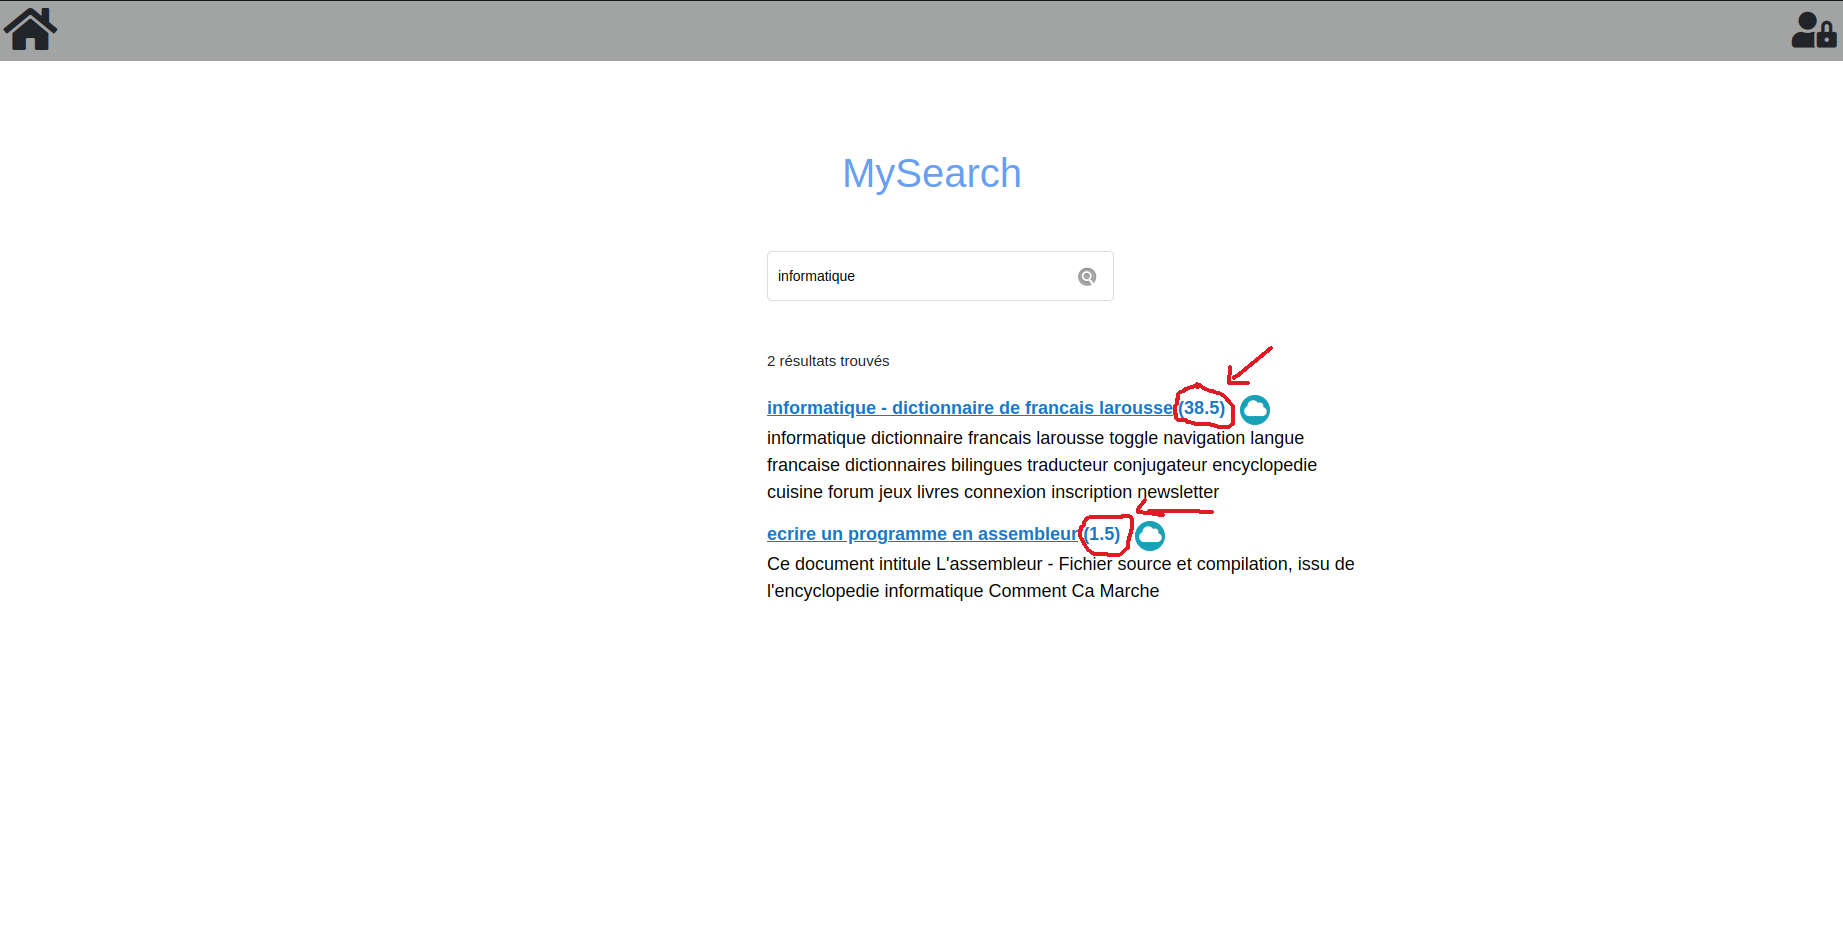 MySearch
informatique
2 résultats trouvés
informatique - dictionnaire de francais larousse (38.5)
informatique dictionnaire francais larousse toggle navigation langue
francaise dictionnaires bilingues traducteur conjugateur encyclopedie
cuisine forum jeux livres connexion inscription newsletter
ecrire un programme en assembleur (1.5)
Ce document intitule L'assembleur - Fichier source et compilation, issu de
l'encyclopedie informatique Comment Ca Marche